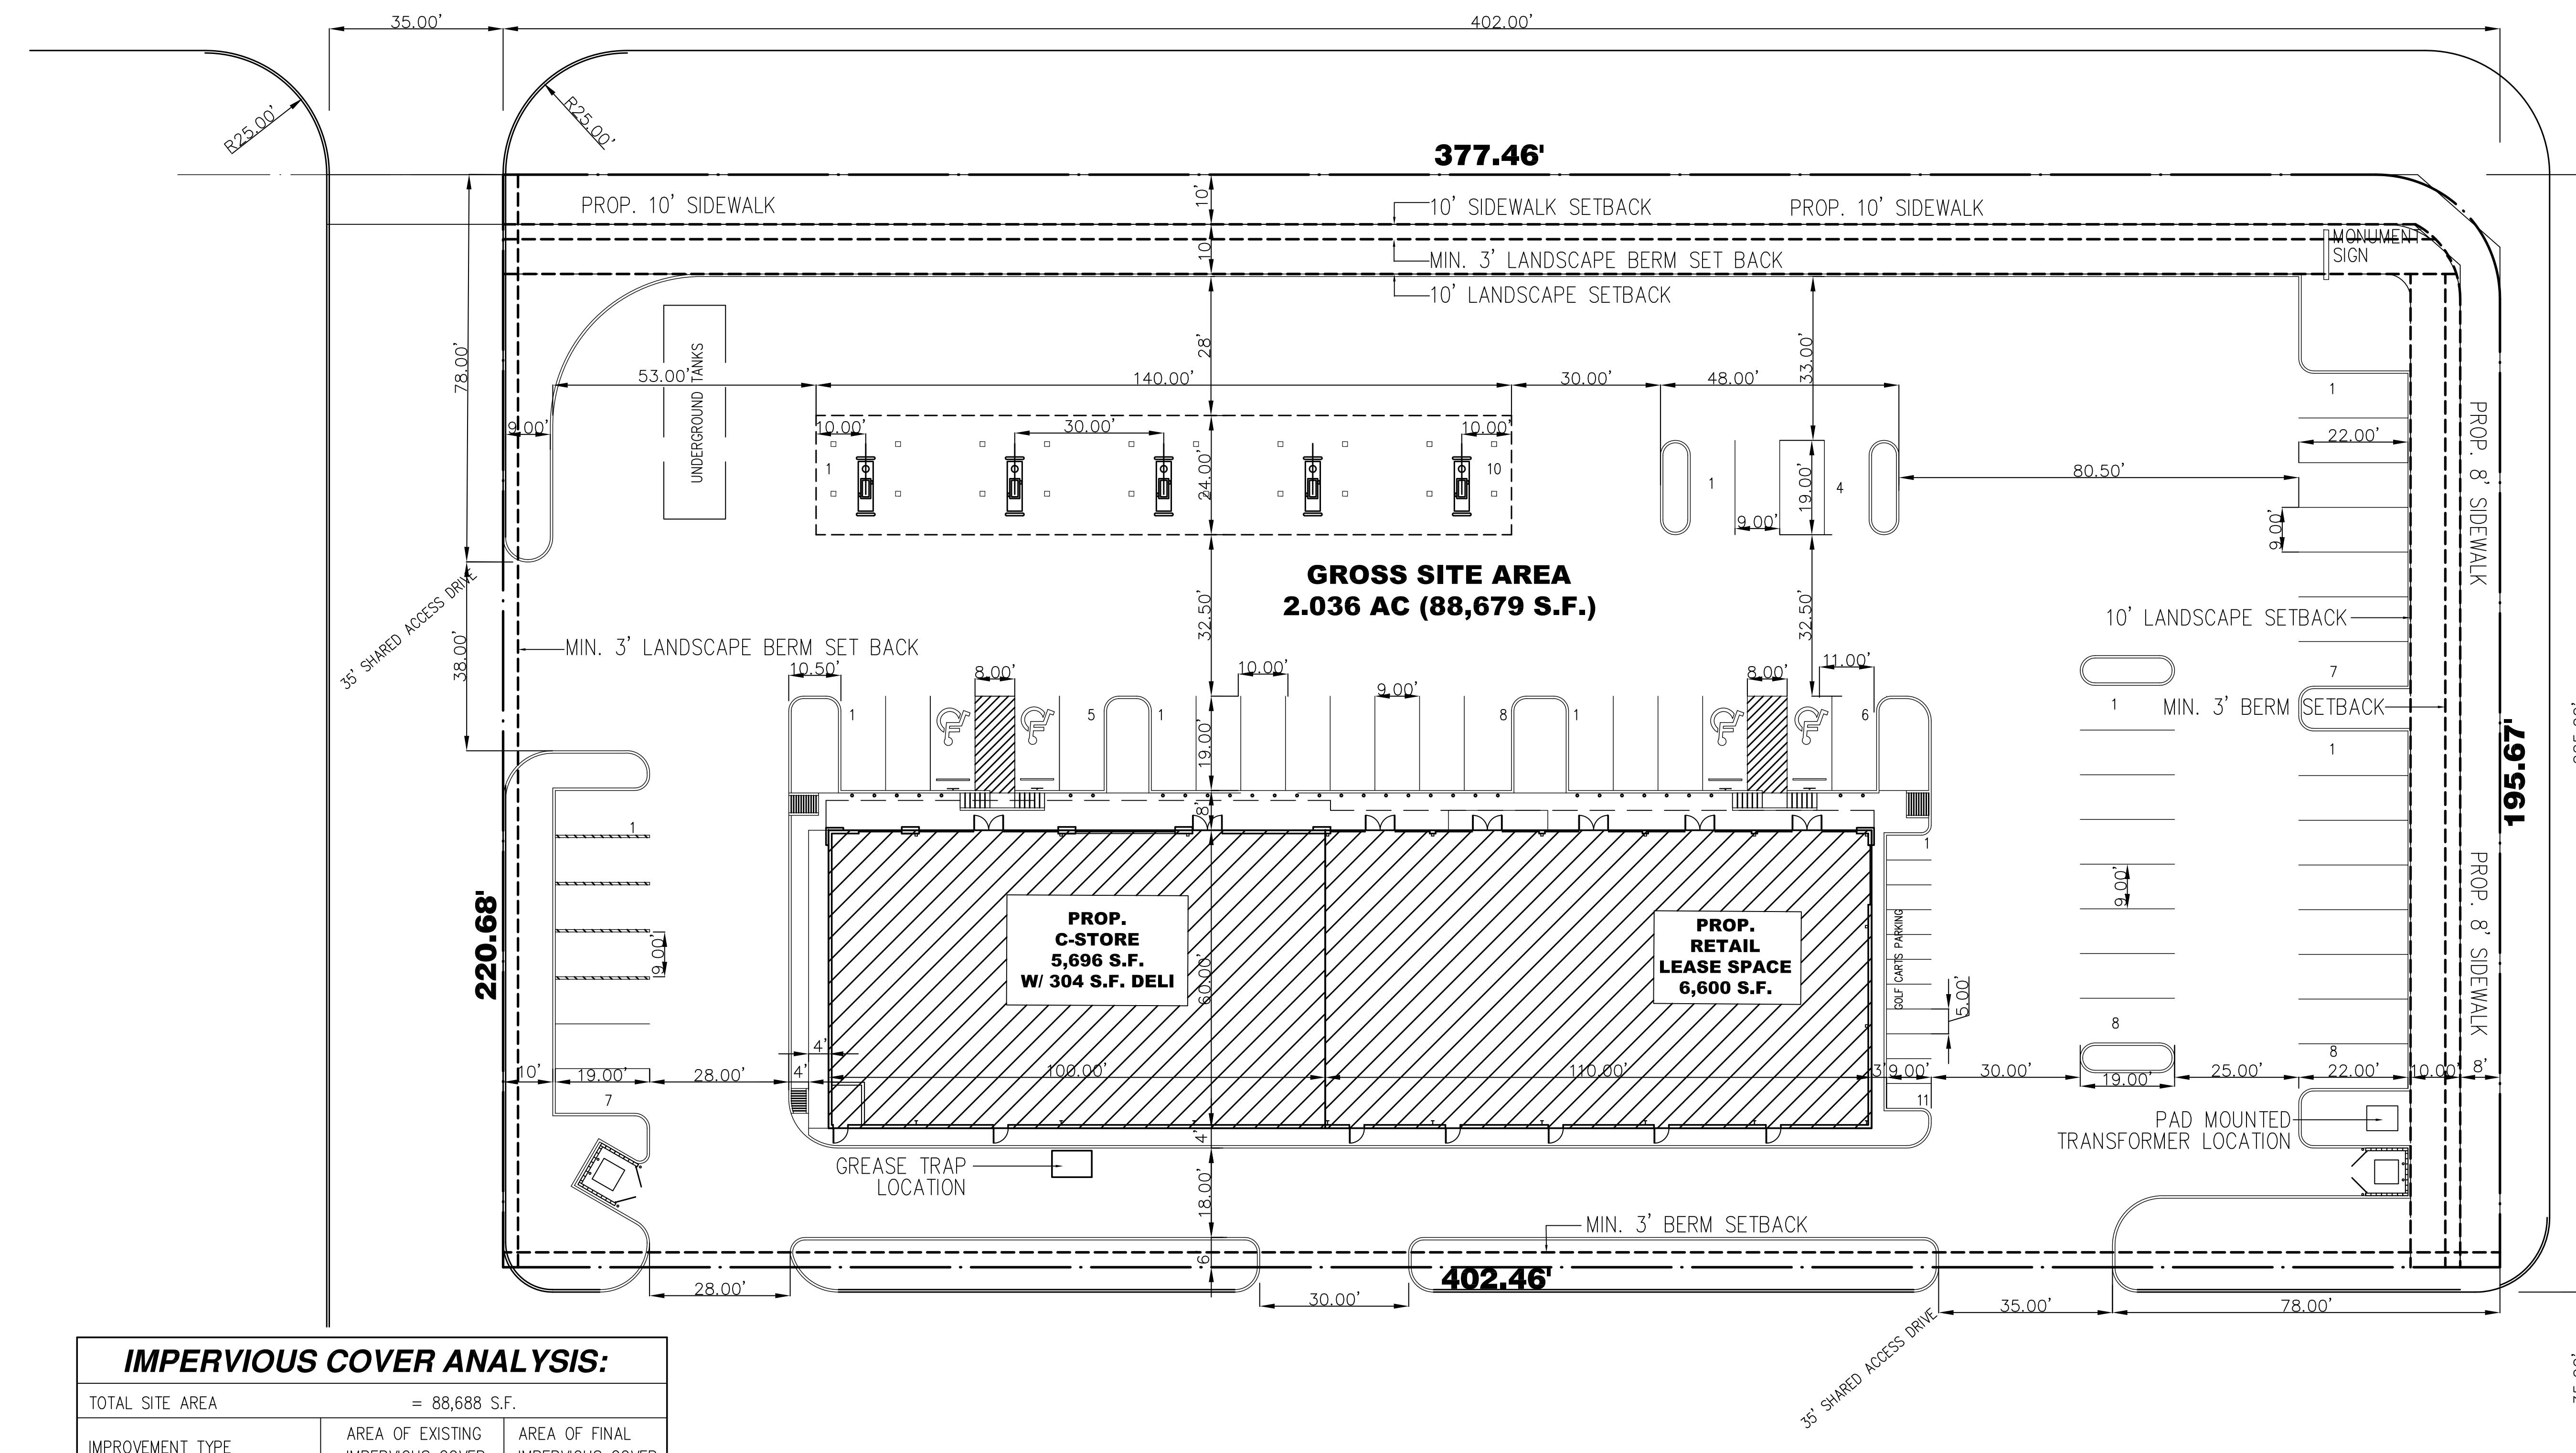 35.00'
402.00'
R25.00'
R25.00'
377.46'
PROP. 10' SIDEWALK
10'
10' SIDEWALK SETBACK
PROP. 10' SIDEWALK
10'
MONUMENT
SIGN
MIN. 3' LANDSCAPE BERM SET BACK
10' LANDSCAPE SETBACK
78.00'
UNDERGROUND TANKS
28'
33.00'
53.00'
140.00'
30.00'
48.00'
1
9.00'
10.00'
30.00'
10.00'
22.00'
PROP. 8' SIDEWALK
1
10
24.00'
1
19.00'
4
80.50'
9.00'
9.00'
GROSS SITE AREA
2.036 AC (88,679 S.F.)
35' SHARED ACCESS DRIVE
38.00'
32.50'
32.50'
10' LANDSCAPE SETBACK
MIN. 3' LANDSCAPE BERM SET BACK
10.50'
8.00'
10.00'
9.00'
8.00'
11.00'
7
1
5
1
8
1
6
1
MIN. 3' BERM SETBACK
19.00'
1
195.67'
8'
1
1
220.68'
9.00'
PROP.
C-STORE
5,696 S.F.
W/ 304 S.F. DELI
60.00'
PROP.
RETAIL
LEASE SPACE
6,600 S.F.
GOLF CARTS PARKING
5.00'
9.00'
PROP. 8' SIDEWALK
8
8
4'
10'
19.00'
28.00'
4'
100.00'
110.00'
3'
9.00'
30.00'
19.00'
25.00'
22.00'
10.00'
8'
7
11
4'
PAD MOUNTED
TRANSFORMER LOCATION
GREASE TRAP
LOCATION
18.00'
MIN. 3' BERM SETBACK
6'
402.46'
28.00'
30.00'
35.00'
78.00'
35' SHARED ACCESS DRIVE
IMPERVIOUS COVER ANALYSIS:
TOTAL SITE AREA = 88,688 S.F.
IMPROVEMENT TYPE
AREA OF EXISTING
IMPERVIOUS COVER
AREA OF FINAL
IMPERVIOUS COVER